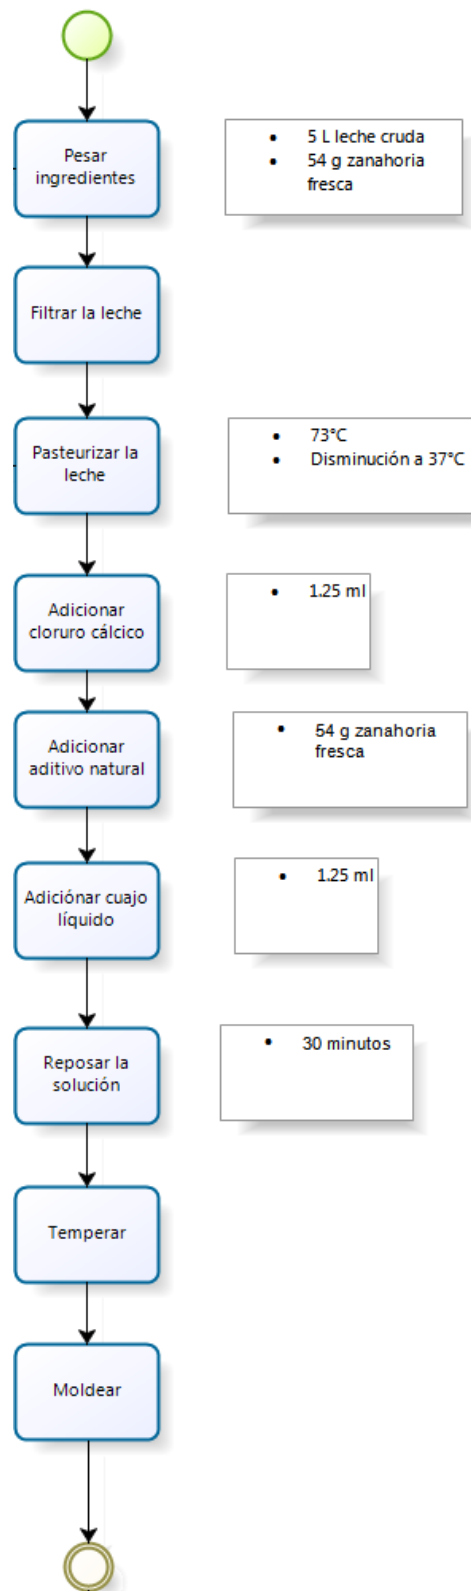 Pesar
ingredientes
• 5 L leche cruda
• 54 g zanahoria
fresca
Filtrar la leche
Pasteurizar la
leche
• 73°C
• Disminución a 37°C
Adicionar
cloruro cálcico
• 1.25 ml
Adicionar
aditivo natural
• 54 g zanahoria
fresca
Adiciónar cuajo
líquido
• 1.25 ml
Reposar la
solución
• 30 minutos
Temperar
Moldear